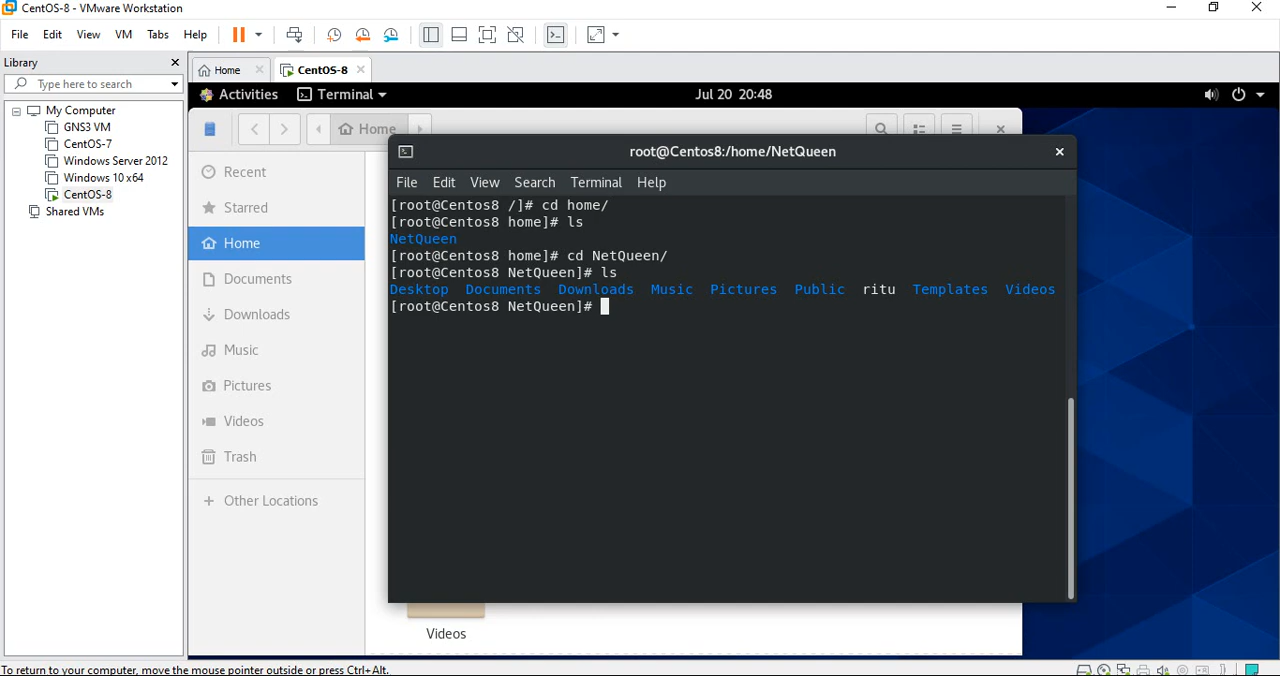 CentOS-8 - VMware Workstation
File Edit View VM Tabs Help
Library
Type here to search
My Computer
GNS3 VM
CentOS-7
Windows Server 2012
Windows 10 x64
CentOS-8
Shared VMs
Home CentOS-8
Activities Terminal Jul 20 20:48
Home
Recent
Starred
Home
Documents
Downloads
Music
Pictures
Videos
Trash
+ Other Locations
root@Centos8:/home/NetQueen
File Edit View Search Terminal Help
[root@Centos8 /]# cd home/
[root@Centos8 home]# ls
NetQueen
[root@Centos8 home]# cd NetQueen/
[root@Centos8 NetQueen]# ls
Desktop Documents Downloads Music Pictures Public ritu Templates Videos
[root@Centos8 NetQueen]#
Videos
To return to your computer, move the mouse pointer outside or press Ctrl+Alt.